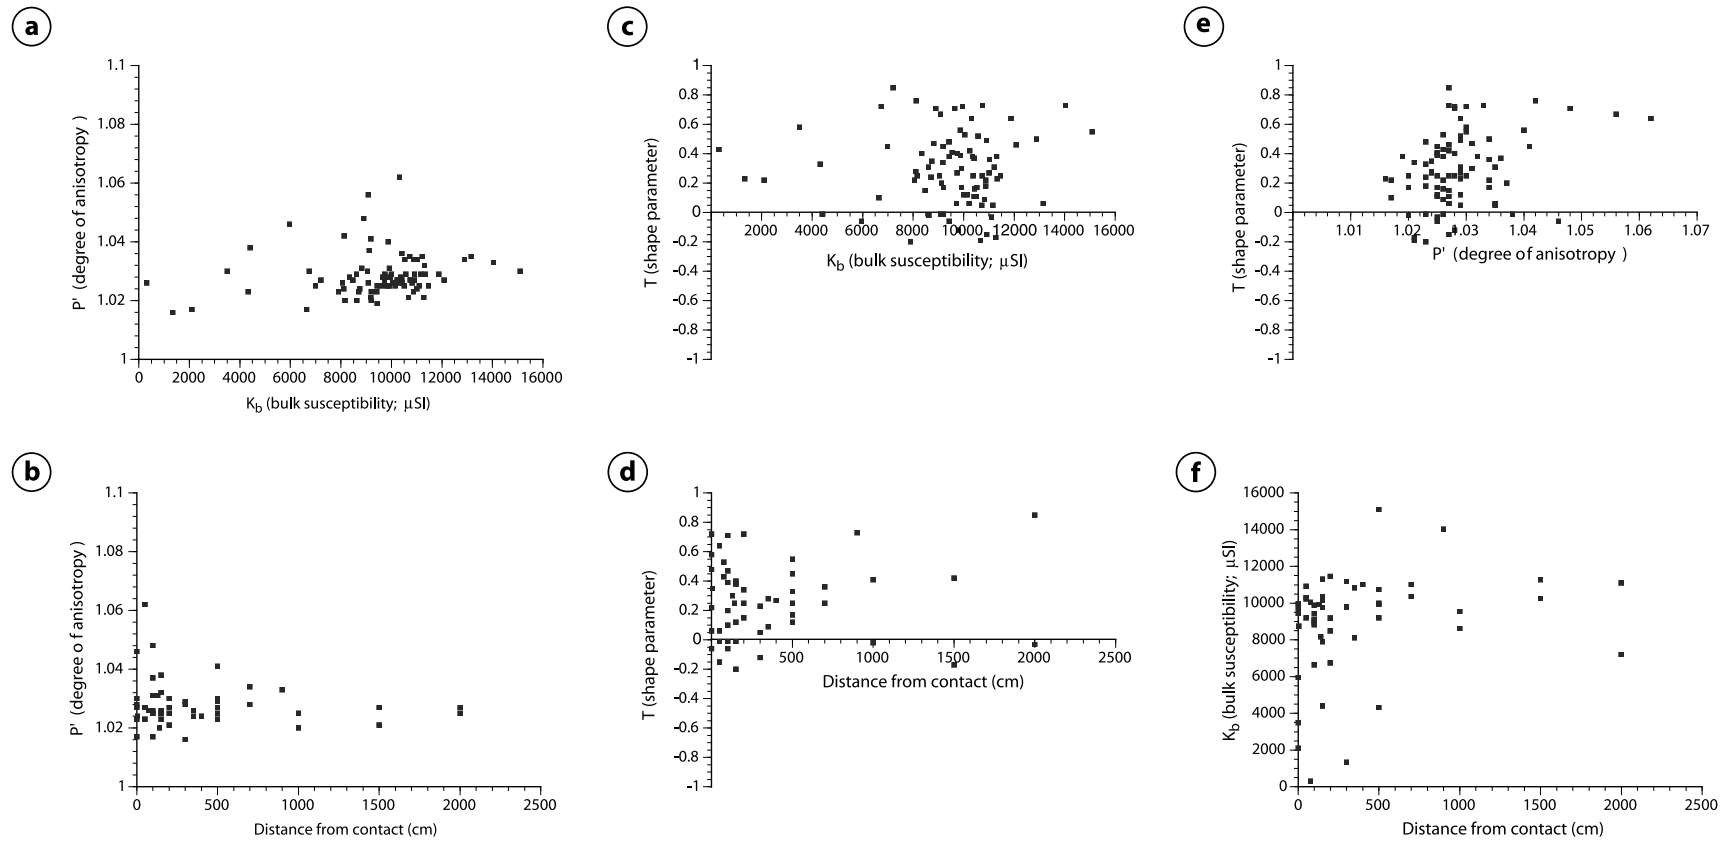 a
1.1
1.08
1.06
1.04
1.02
1
P' (degree of anisotropy )
0 2000 4000 6000 8000 10000 12000 14000 16000
Kb (bulk susceptibility; μSI)
b
1.1
1.08
1.06
1.04
1.02
1
P' (degree of anisotropy )
0 500 1000 1500 2000 2500
Distance from contact (cm)
c
1
0.8
0.6
0.4
0.2
0
-0.2
-0.4
-0.6
-0.8
-1
T (shape parameter)
2000 4000 6000 8000 10000 12000 14000 16000
Kb (bulk susceptibility; μSI)
d
1
0.8
0.6
0.4
0.2
0
-0.2
-0.4
-0.6
-0.8
-1
T (shape parameter)
500 1000 1500 2000 2500
Distance from contact (cm)
e
1
0.8
0.6
0.4
0.2
0
-0.2
-0.4
-0.6
-0.8
-1
T (shape parameter)
1.01 1.02 1.03 1.04 1.05 1.06 1.07
P' (degree of anisotropy )
f
16000
14000
12000
10000
8000
6000
4000
2000
0
Kb (bulk susceptibility; μSI)
0 500 1000 1500 2000 2500
Distance from contact (cm)